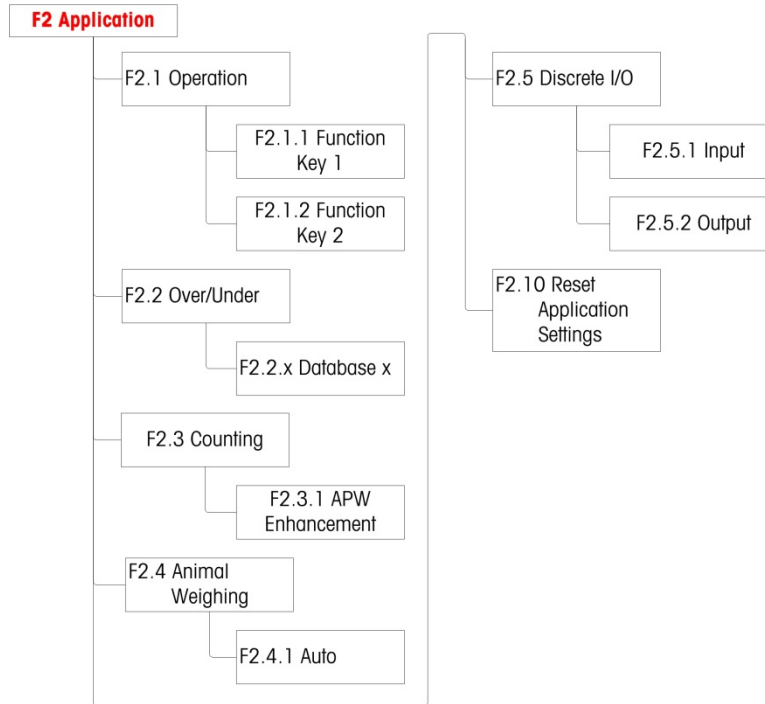 F2 Application
F2.1 Operation
F2.1.1 Function
Key 1
F2.1.2 Function
Key 2
F2.2 Over/Under
F2.2.x Database x
F2.3 Counting
F2.3.1 APW
Enhancement
F2.4 Animal
Weighing
F2.4.1 Auto
F2.5 Discrete I/O
F2.5.1 Input
F2.5.2 Output
F2.10 Reset
Application
Settings